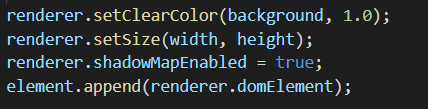 renderer.setClearColor(background, 1.0);
renderer.setSize(width, height);
renderer.shadowMapEnabled = true;
element.append(renderer.domElement);